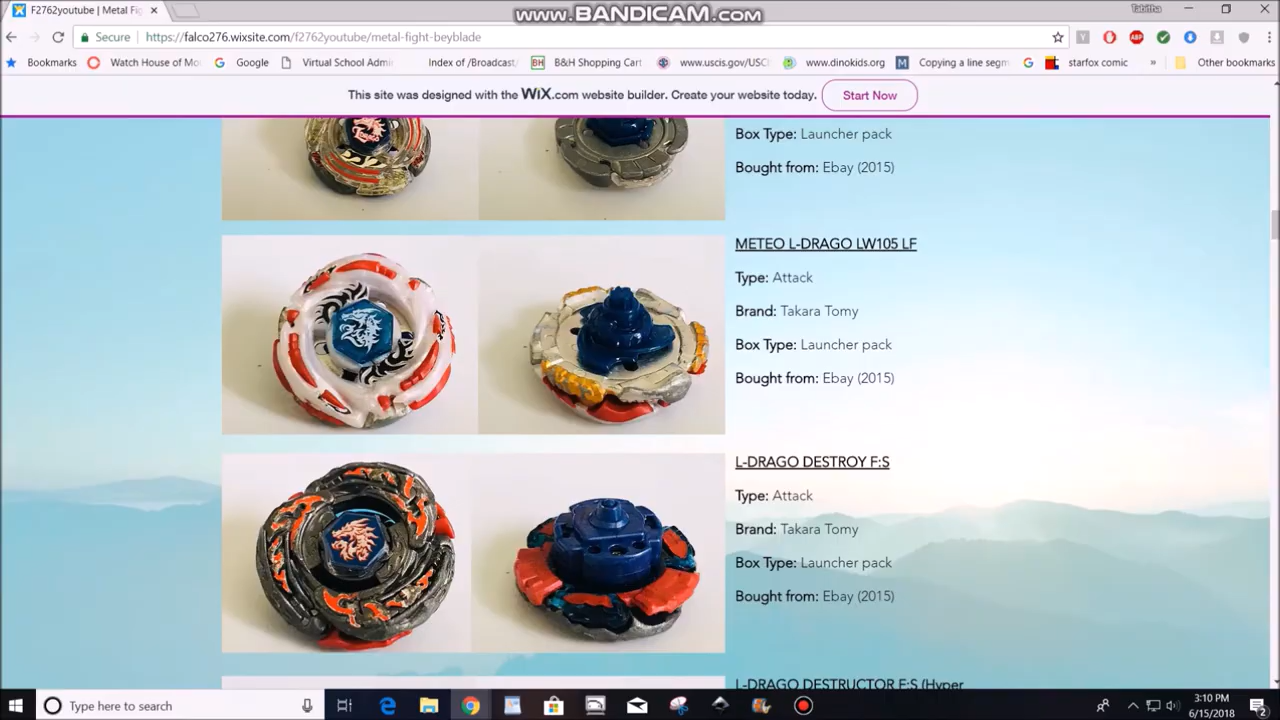 F2762youtube | Metal Fig
www.BANDICAM.com
Tabitha
Secure
https://falco276.wixsite.com/f2762youtube/metal-fight-beyblade
Bookmarks
Watch House of Mo
Google
Virtual School Admi
Index of /Broadcast/
B&H Shopping Cart
www.uscis.gov/USCI
www.dinokids.org
Copying a line segm
starfox comic
»
Other bookmarks
This site was designed with the WiX.com website builder. Create your website today.
Start Now
Box Type: Launcher pack
Bought from: Ebay (2015)
METEO L-DRAGO LW105 LF
Type: Attack
Brand: Takara Tomy
Box Type: Launcher pack
Bought from: Ebay (2015)
L-DRAGO DESTROY F:S
Type: Attack
Brand: Takara Tomy
Box Type: Launcher pack
Bought from: Ebay (2015)
L-DRAGO DESTRUCTOR F:S (Hyper
Type here to search
3:10 PM
6/15/2018
2